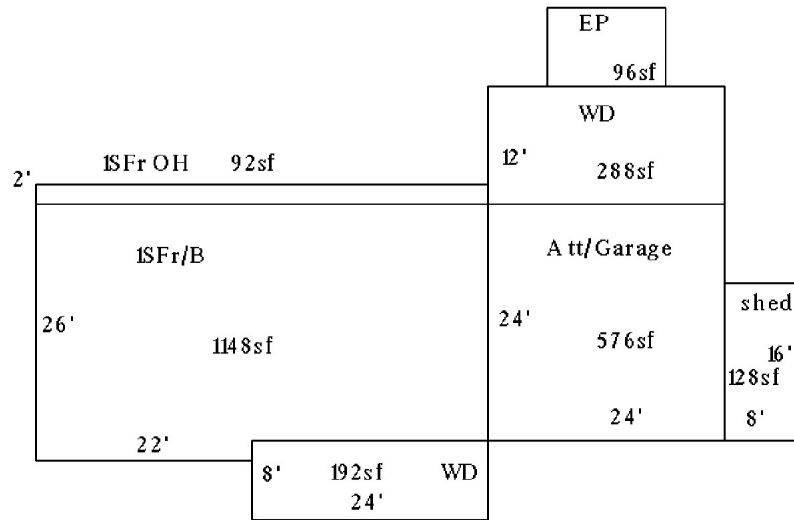 EP
96sf
WD
12'
288sf
1SFr OH 92sf
2'
1SFr/B
26'
1148sf
22'
Att/Garage
24'
576sf
24'
shed
16'
128sf
8'
8'
192sf WD
24'